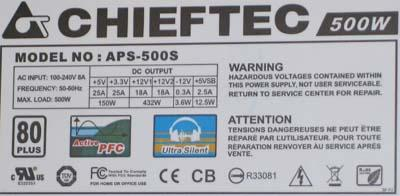 CHIEFTEC 500W
MODEL NO : APS-500S
AC INPUT: 100-240V 8A
FREQUENCY: 50-60Hz
MAX. LOAD: 500W
DC OUTPUT
+5V +3.3V +12V1 +12V2 -12V +5VSB
25A 25A 18A 18A 0.3A 2.5A
150W 432W 3.6W 12.5W
WARNING
HAZARDOUS VOLTAGES CONTAINED WITHIN
THIS POWER SUPPLY, NOT USER SERVICEABLE.
RETURN TO SERVICE CENTER FOR REPAIR.
80
PLUS
Active
PFC
Ultra Silent
ATTENTION
TENSIONS DANGEREUSES NE PEUT ÊTRE
RÉPARÉ PAR L'UTILISATEUR. POUR TOUTE
RÉPARATION RENVOYER AU SERVICE APRÈS
VENTE.
c RU US
TÜV
FC Tested To Comply
With FCC Standards
FOR HOME OR OFFICE USE
CE CB R33081